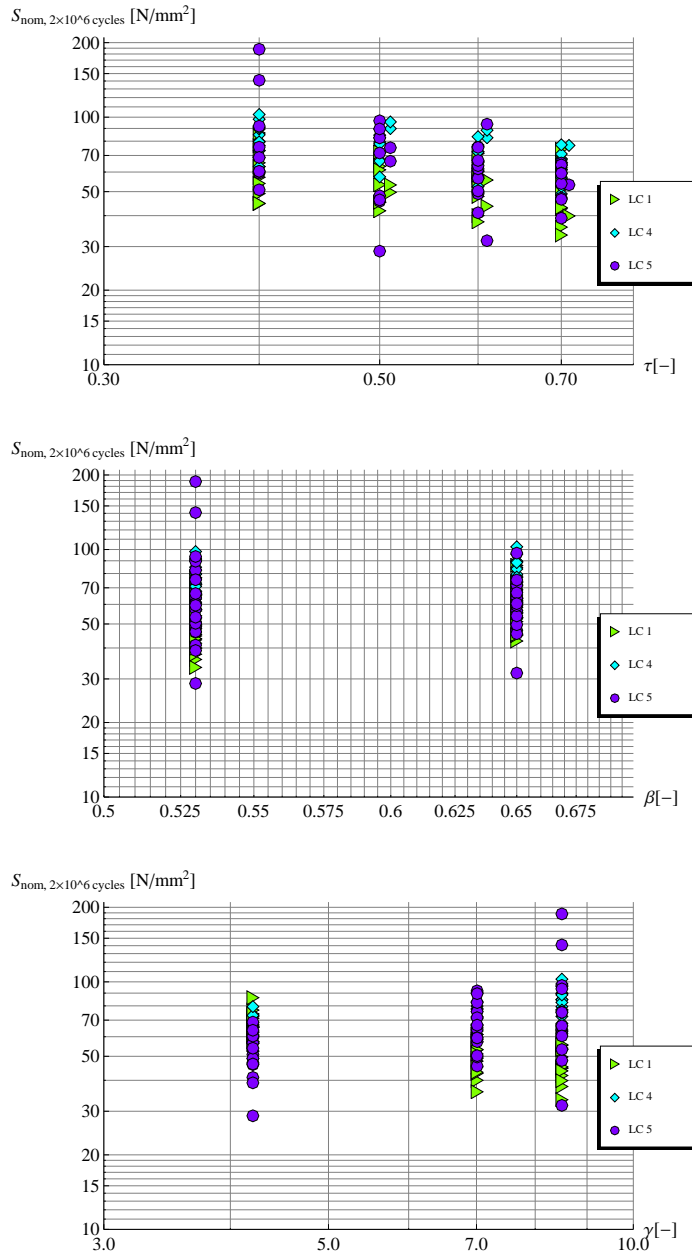 S nom, 2×10^6 cycles [N/mm²]
200
150
100
70
50
30
20
15
10
0.30
0.50
0.70
τ[-]
LC 1
LC 4
LC 5
S nom, 2×10^6 cycles [N/mm²]
200
150
100
70
50
30
20
15
10
0.5
0.525
0.55
0.575
0.6
0.625
0.65
0.675
β[-]
LC 1
LC 4
LC 5
S nom, 2×10^6 cycles [N/mm²]
200
150
100
70
50
30
20
15
10
3.0
5.0
7.0
10.0
γ[-]
LC 1
LC 4
LC 5